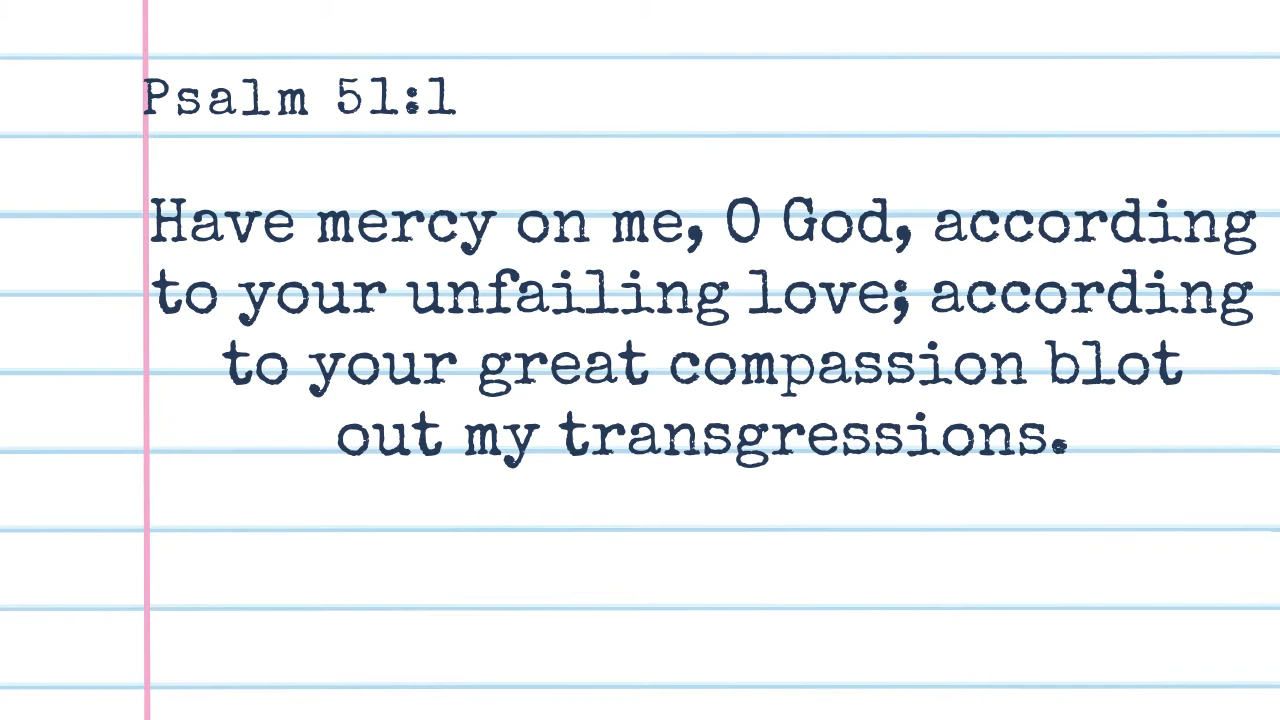 Psalm 51:1
Have mercy on me, O God, according
to your unfailing love; according
to your great compassion blot
out my transgressions.